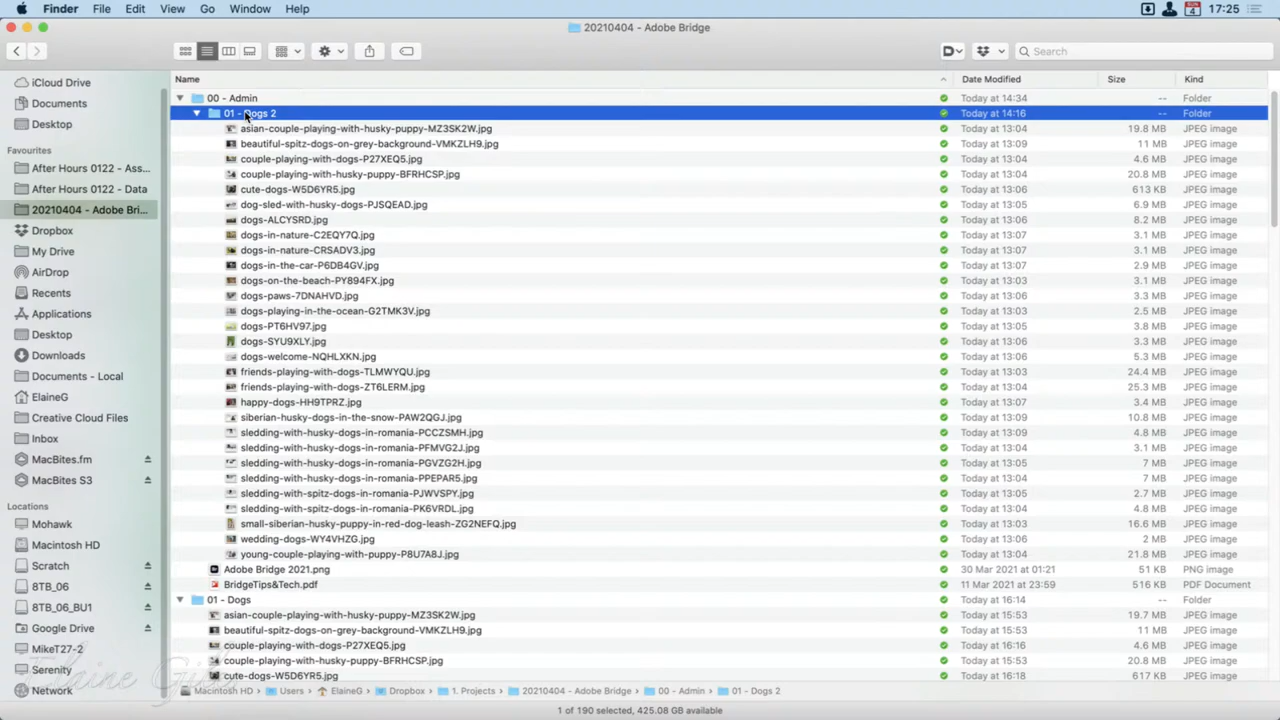 Finder File Edit View Go Window Help 4 17:25
20210404 - Adobe Bridge
Search
iCloud Drive
Documents
Desktop
Favourites
After Hours 0122 - Ass...
After Hours 0122 - Data
20210404 - Adobe Bri...
Dropbox
My Drive
AirDrop
Recents
Applications
Desktop
Downloads
Documents - Local
ElaineG
Creative Cloud Files
Inbox
MacBites.fm
MacBites S3
Locations
Mohawk
Macintosh HD
Scratch
8TB_06
8TB_06_BU1
Google Drive
MikeT27-2
Serenity
Network
Name Date Modified Size Kind
00 - Admin Today at 14:34 -- Folder
01 - Dogs 2 Today at 14:16 -- Folder
asian-couple-playing-with-husky-puppy-MZ3SK2W.jpg Today at 13:04 19.8 MB JPEG image
beautiful-spitz-dogs-on-grey-background-VMKZLH9.jpg Today at 13:09 11 MB JPEG image
couple-playing-with-dogs-P27XEQ5.jpg Today at 13:04 4.6 MB JPEG image
couple-playing-with-husky-puppy-BFRHCSP.jpg Today at 13:04 20.8 MB JPEG image
cute-dogs-W5D6YR5.jpg Today at 13:06 613 KB JPEG image
dog-sled-with-husky-dogs-PJSQEAD.jpg Today at 13:05 6.9 MB JPEG image
dogs-ALCYSRD.jpg Today at 13:06 8.2 MB JPEG image
dogs-in-nature-C2EQY7Q.jpg Today at 13:07 3.1 MB JPEG image
dogs-in-nature-CRSADV3.jpg Today at 13:07 3.1 MB JPEG image
dogs-in-the-car-P6DB4GV.jpg Today at 13:07 2.9 MB JPEG image
dogs-on-the-beach-PY894FX.jpg Today at 13:03 3.1 MB JPEG image
dogs-paws-7DNAHVD.jpg Today at 13:06 3.3 MB JPEG image
dogs-playing-in-the-ocean-G2TMK3V.jpg Today at 13:03 2.5 MB JPEG image
dogs-PT6HV97.jpg Today at 13:05 3.8 MB JPEG image
dogs-SYU9XLY.jpg Today at 13:06 3.3 MB JPEG image
dogs-welcome-NQHLXKN.jpg Today at 13:06 5.3 MB JPEG image
friends-playing-with-dogs-TLMWYQU.jpg Today at 13:03 24.4 MB JPEG image
friends-playing-with-dogs-ZT6LERM.jpg Today at 13:04 25.3 MB JPEG image
happy-dogs-HH9TPRZ.jpg Today at 13:07 3.4 MB JPEG image
siberian-husky-dogs-in-the-snow-PAW2QGJ.jpg Today at 13:09 10.8 MB JPEG image
sledding-with-husky-dogs-in-romania-PCCZSMH.jpg Today at 13:09 4.8 MB JPEG image
sledding-with-husky-dogs-in-romania-PFMVG2J.jpg Today at 13:04 3.1 MB JPEG image
sledding-with-husky-dogs-in-romania-PGVZG2H.jpg Today at 13:05 7 MB JPEG image
sledding-with-husky-dogs-in-romania-PPEPAR5.jpg Today at 13:04 7 MB JPEG image
sledding-with-spitz-dogs-in-romania-PJWVSPY.jpg Today at 13:05 2.7 MB JPEG image
sledding-with-spitz-dogs-in-romania-PK6VRDL.jpg Today at 13:04 4.8 MB JPEG image
small-siberian-husky-puppy-in-red-dog-leash-ZG2NEFQ.jpg Today at 13:03 16.6 MB JPEG image
wedding-dogs-WY4VHZG.jpg Today at 13:06 2 MB JPEG image
young-couple-playing-with-puppy-P8U7A8J.jpg Today at 13:04 21.8 MB JPEG image
Adobe Bridge 2021.png 30 Mar 2021 at 01:21 51 KB PNG image
BridgeTips&Tech.pdf 11 Mar 2021 at 23:59 516 KB PDF Document
01 - Dogs Today at 16:14 -- Folder
asian-couple-playing-with-husky-puppy-MZ3SK2W.jpg Today at 15:53 19.7 MB JPEG image
beautiful-spitz-dogs-on-grey-background-VMKZLH9.jpg Today at 15:53 11 MB JPEG image
couple-playing-with-dogs-P27XEQ5.jpg Today at 16:16 4.6 MB JPEG image
couple-playing-with-husky-puppy-BFRHCSP.jpg Today at 15:53 20.8 MB JPEG image
cute-dogs-W5D6YR5.jpg Today at 16:18 617 KB JPEG image
Macintosh HD Users ElaineG Dropbox 1. Projects 20210404 - Adobe Bridge 00 - Admin 01 - Dogs 2
1 of 190 selected, 425.08 GB available